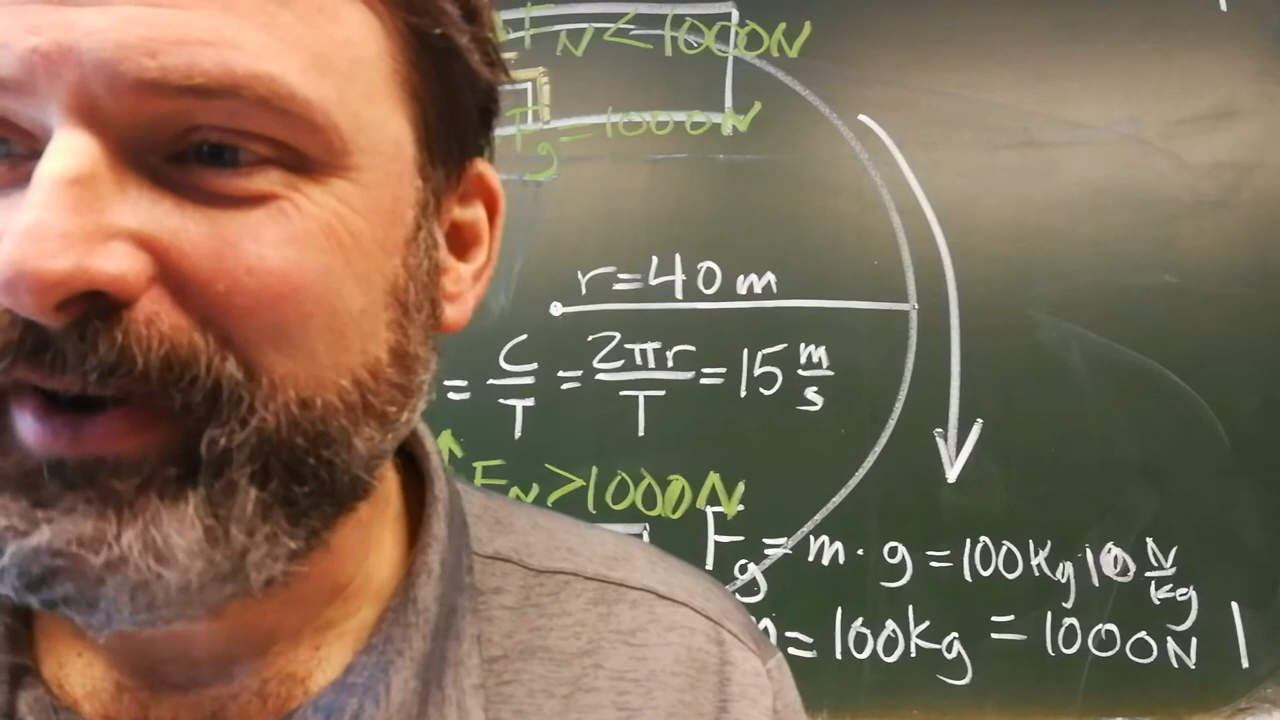 F_N < 1000N
F_g = 1000N
r = 40 m
= C/T = 2πr/T = 15 m/s
F_N > 1000N
F_g = m · g = 100Kg 10 N/kg
= 100kg = 1000N